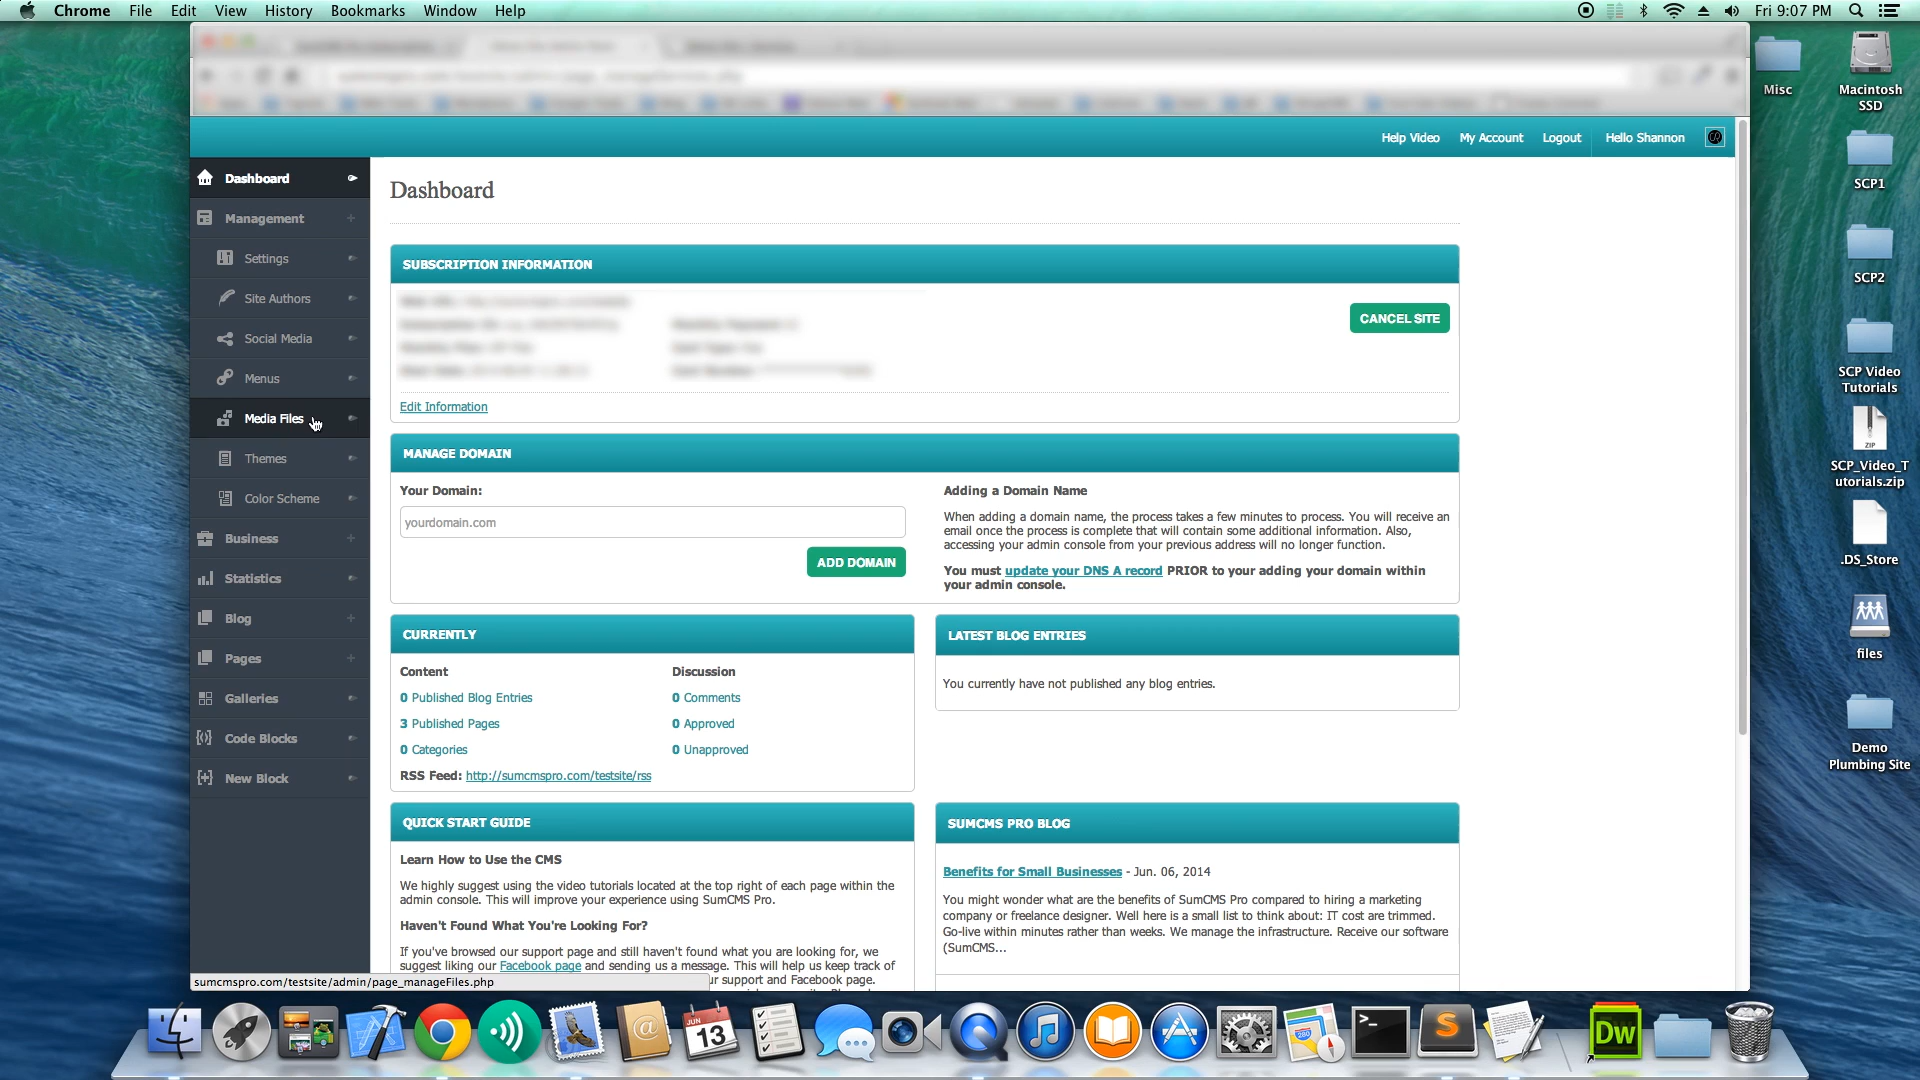 Chrome File Edit View History Bookmarks Window Help
Fri 9:07 PM
Misc
Macintosh
SSD
SCP1
SCP2
SCP Video
Tutorials
ZIP
SCP_Video_T
utorials.zip
.DS_Store
files
Demo
Plumbing Site
Help Video My Account Logout Hello Shannon
Dashboard
Management
Settings
Site Authors
Social Media
Menus
Media Files
Themes
Color Scheme
Business
Statistics
Blog
Pages
Galleries
Code Blocks
New Block
Dashboard
SUBSCRIPTION INFORMATION
CANCEL SITE
Edit Information
MANAGE DOMAIN
Your Domain:
yourdomain.com
ADD DOMAIN
Adding a Domain Name
When adding a domain name, the process takes a few minutes to process. You will receive an
email once the process is complete that will contain some additional information. Also,
accessing your admin console from your previous address will no longer function.
You must update your DNS A record PRIOR to your adding your domain within
your admin console.
CURRENTLY
Content
0 Published Blog Entries
3 Published Pages
0 Categories
Discussion
0 Comments
0 Approved
0 Unapproved
RSS Feed: http://sumcmspro.com/testsite/rss
LATEST BLOG ENTRIES
You currently have not published any blog entries.
QUICK START GUIDE
Learn How to Use the CMS
We highly suggest using the video tutorials located at the top right of each page within the
admin console. This will improve your experience using SumCMS Pro.
Haven't Found What You're Looking For?
If you've browsed our support page and still haven't found what you are looking for, we
suggest liking our Facebook page and sending us a message. This will help us keep track of
ur support and Facebook page.
SUMCMS PRO BLOG
Benefits for Small Businesses - Jun. 06, 2014
You might wonder what are the benefits of SumCMS Pro compared to hiring a marketing
company or freelance designer. Well here is a small list to think about: IT cost are trimmed.
Go-live within minutes rather than weeks. We manage the infrastructure. Receive our software
(SumCMS...
sumcmspro.com/testsite/admin/page_manageFiles.php
JUN
13
280
S
Dw